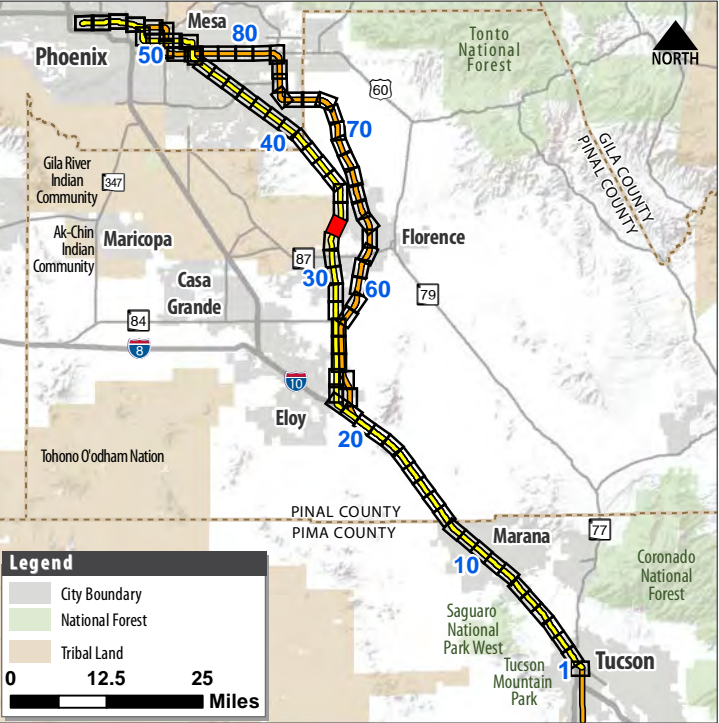 Mesa
80
Tonto
National
Forest
NORTH
Phoenix
50
60
70
40
GILA COUNTY
PINAL COUNTY
Gila River
Indian
Community
347
Ak-Chin
Indian
Community
Maricopa
Florence
87
30
Casa
Grande
60
79
84
8
10
Eloy
20
Tohono O'odham Nation
PINAL COUNTY
PIMA COUNTY
Marana
77
10
Coronado
National
Forest
Saguaro
National
Park West
Tucson
Mountain
Park
1
Tucson
Legend
City Boundary
National Forest
Tribal Land
0 12.5 25
Miles